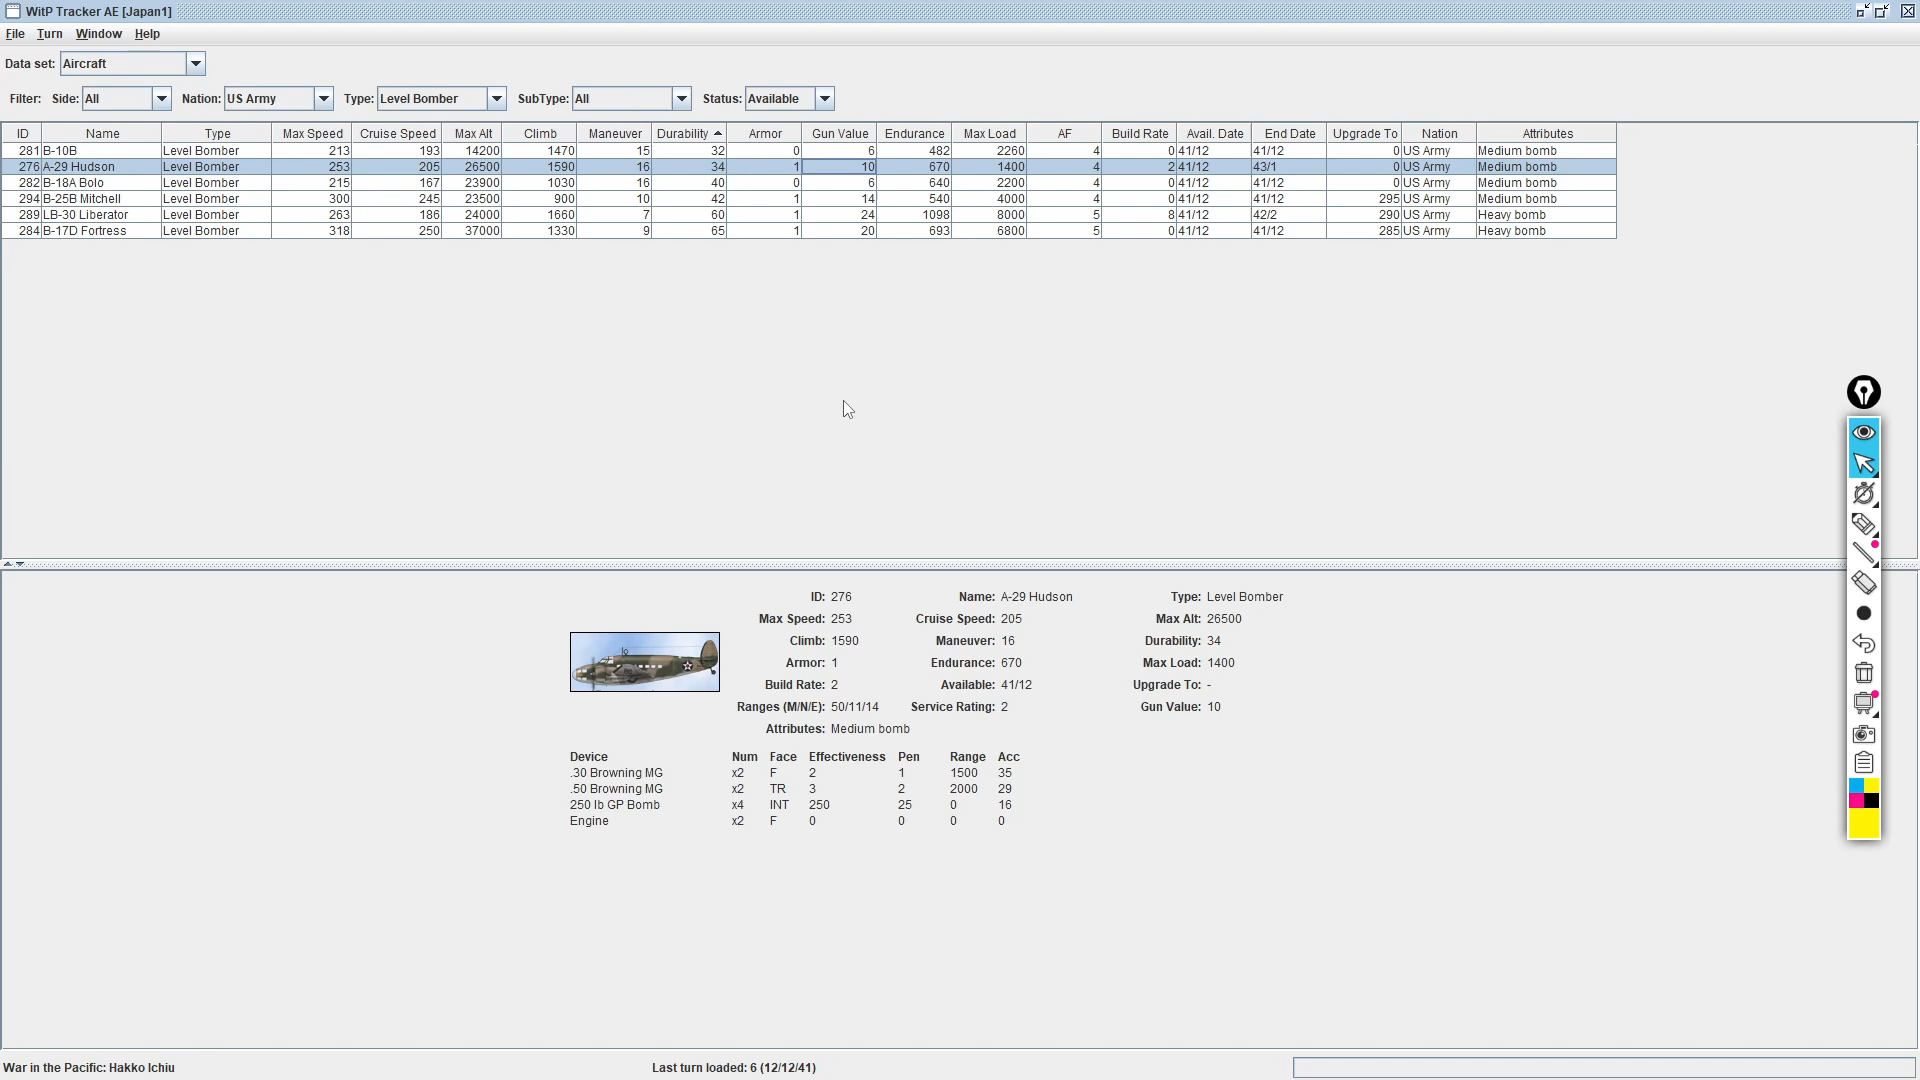 WitP Tracker AE [Japan1]
File Turn Window Help
Data set: Aircraft
Filter: Side: All Nation: US Army Type: Level Bomber SubType: All Status: Available
ID Name Type Max Speed Cruise Speed Max Alt Climb Maneuver Durability Armor Gun Value Endurance Max Load AF Build Rate Avail. Date End Date Upgrade To Nation Attributes
281 B-10B Level Bomber 213 193 14200 1470 15 32 0 6 482 2260 4 0 41/12 41/12 0 US Army Medium bomb
276 A-29 Hudson Level Bomber 253 205 26500 1590 16 34 1 10 670 1400 4 2 41/12 43/1 0 US Army Medium bomb
282 B-18A Bolo Level Bomber 215 167 23900 1030 16 40 0 6 640 2200 4 0 41/12 41/12 0 US Army Medium bomb
294 B-25B Mitchell Level Bomber 300 245 23500 900 10 42 1 14 540 4000 4 0 41/12 41/12 295 US Army Medium bomb
289 LB-30 Liberator Level Bomber 263 186 24000 1660 7 60 1 24 1098 8000 5 8 41/12 42/2 290 US Army Heavy bomb
284 B-17D Fortress Level Bomber 318 250 37000 1330 9 65 1 20 693 6800 5 0 41/12 41/12 285 US Army Heavy bomb
ID: 276 Name: A-29 Hudson Type: Level Bomber
Max Speed: 253 Cruise Speed: 205 Max Alt: 26500
Climb: 1590 Maneuver: 16 Durability: 34
Armor: 1 Endurance: 670 Max Load: 1400
Build Rate: 2 Available: 41/12 Upgrade To: -
Ranges (M/N/E): 50/11/14 Service Rating: 2 Gun Value: 10
Attributes: Medium bomb
Device Num Face Effectiveness Pen Range Acc
.30 Browning MG x2 F 2 1 1500 35
.50 Browning MG x2 TR 3 2 2000 29
250 lb GP Bomb x4 INT 250 25 0 16
Engine x2 F 0 0 0 0
War in the Pacific: Hakko Ichiu Last turn loaded: 6 (12/12/41)